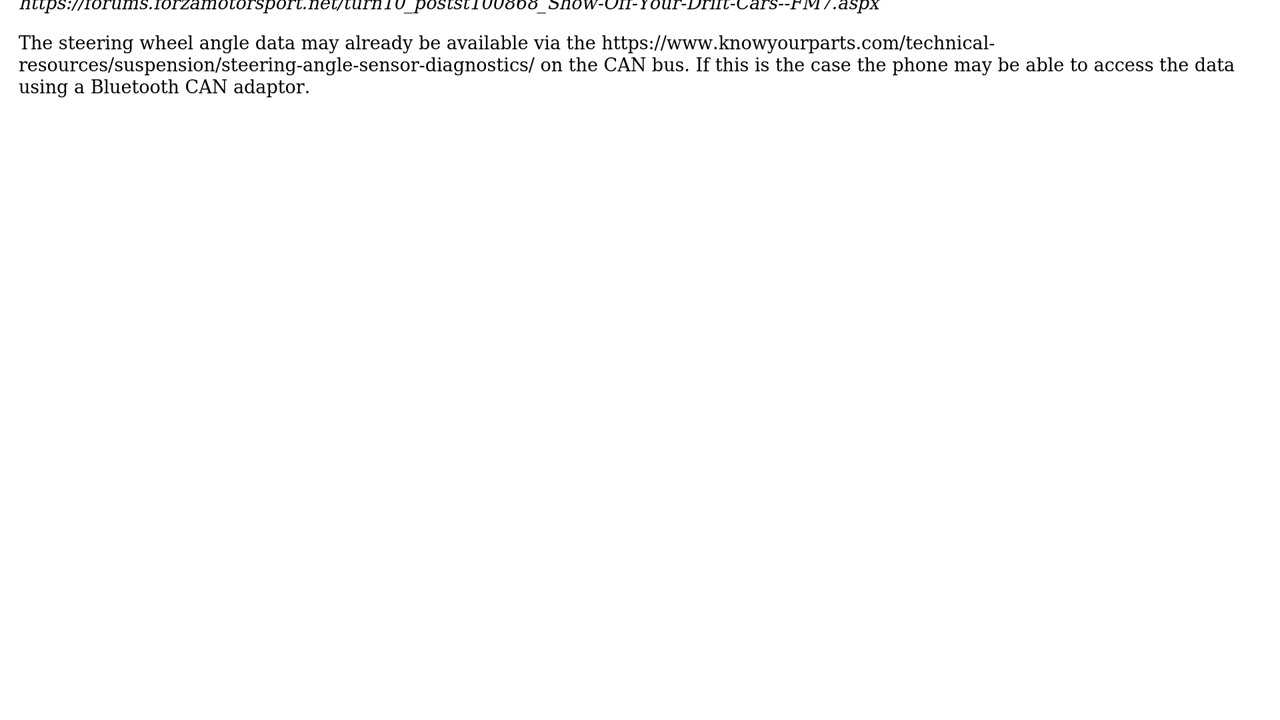 https://forums.forzamotorsport.net/turn10_postst100868_Show-Off-Your-Drift-Cars--FM7.aspx
The steering wheel angle data may already be available via the https://www.knowyourparts.com/technical-
resources/suspension/steering-angle-sensor-diagnostics/ on the CAN bus. If this is the case the phone may be able to access the data
using a Bluetooth CAN adaptor.